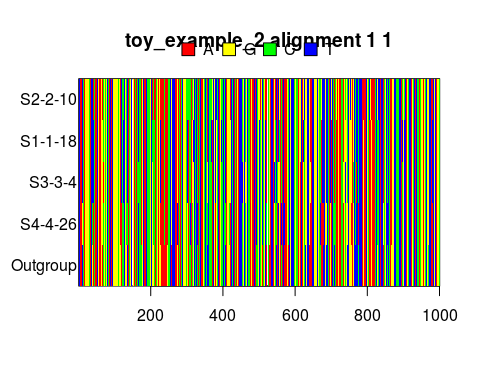 toy_example_2 alignment 1 1
A G C T
S2-2-10
S1-1-18
S3-3-4
S4-4-26
Outgroup
200 400 600 800 1000